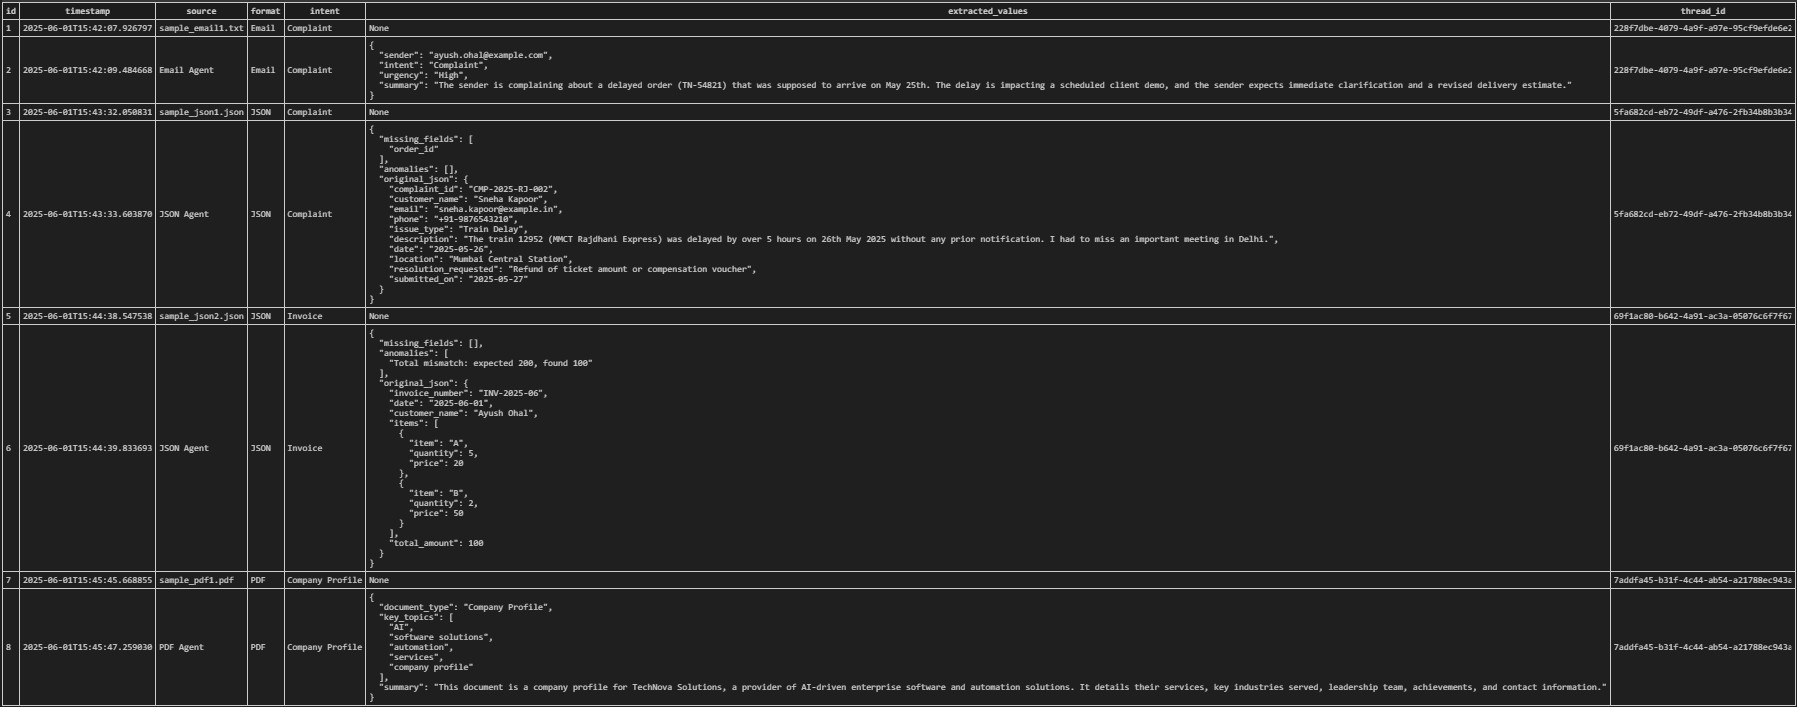 id timestamp source format intent extracted_values thread_id
1 2025-06-01T15:42:07.926797 sample_email1.txt Email Complaint None 228f7dbe-4079-4a9f-a97e-95cf9efde6e2
{
"sender": "ayush.ohal@example.com",
"intent": "Complaint",
"urgency": "High",
2 2025-06-01T15:42:09.484668 Email Agent Email Complaint 228f7dbe-4079-4a9f-a97e-95cf9efde6e2
"summary": "The sender is complaining about a delayed order (TN-54821) that was supposed to arrive on May 25th. The delay is impacting a scheduled client demo, and the sender expects immediate clarification and a revised delivery estimate."
}
3 2025-06-01T15:43:32.050831 sample_json1.json JSON Complaint None 5fa682cd-eb72-49df-a476-2fb34b8b3b34
{
"missing_fields": [
"order_id"
],
"anomalies": [],
"original_json": {
"complaint_id": "CMP-2025-RJ-002",
"customer_name": "Sneha Kapoor",
"email": "sneha.kapoor@example.in",
4 2025-06-01T15:43:33.603870 JSON Agent JSON Complaint 5fa682cd-eb72-49df-a476-2fb34b8b3b34
"phone": "+91-9876543210",
"issue_type": "Train Delay",
"description": "The train 12952 (MMCT Rajdhani Express) was delayed by over 5 hours on 26th May 2025 without any prior notification. I had to miss an important meeting in Delhi.",
"date": "2025-05-26",
"location": "Mumbai Central Station",
"resolution_requested": "Refund of ticket amount or compensation voucher",
"submitted_on": "2025-05-27"
}
}
5 2025-06-01T15:44:38.547538 sample_json2.json JSON Invoice None 69f1ac80-b642-4a91-ac3a-05076c6f7f67
{
"missing_fields": [],
"anomalies": [
"Total mismatch: expected 200, found 100"
],
"original_json": {
"invoice_number": "INV-2025-06",
"date": "2025-06-01",
"customer_name": "Ayush Ohal",
"items": [
{
"item": "A",
6 2025-06-01T15:44:39.833693 JSON Agent JSON Invoice 69f1ac80-b642-4a91-ac3a-05076c6f7f67
"quantity": 5,
"price": 20
},
{
"item": "B",
"quantity": 2,
"price": 50
}
],
"total_amount": 100
}
}
7 2025-06-01T15:45:45.668855 sample_pdf1.pdf PDF Company Profile None 7addfa45-b31f-4c44-ab54-a21788ec943a
{
"document_type": "Company Profile",
"key_topics": [
"AI",
"software solutions",
8 2025-06-01T15:45:47.259030 PDF Agent PDF Company Profile "automation", 7addfa45-b31f-4c44-ab54-a21788ec943a
"services",
"company profile"
],
"summary": "This document is a company profile for TechNova Solutions, a provider of AI-driven enterprise software and automation solutions. It details their services, key industries served, leadership team, achievements, and contact information."
}